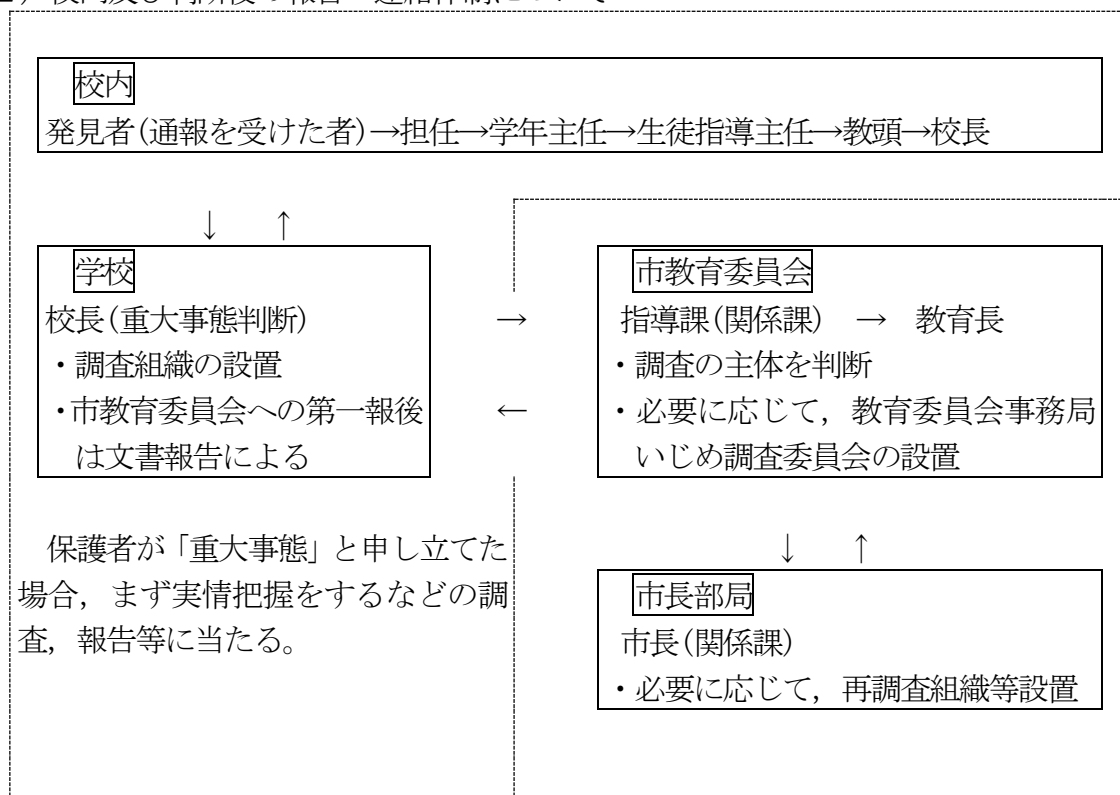 校内
発見者(通報を受けた者)→担任→学年主任→生徒指導主任→教頭→校長
↓ ↑
学校
校長(重大事態判断)
・調査組織の設置
・市教育委員会への第一報後
は文書報告による
→
←
市教育委員会
指導課(関係課) → 教育長
・調査の主体を判断
・必要に応じて，教育委員会事務局
いじめ調査委員会の設置
保護者が「重大事態」と申し立てた
場合，まず実情把握をするなどの調
査，報告等に当たる。
↓ ↑
市長部局
市長(関係課)
・必要に応じて，再調査組織等設置